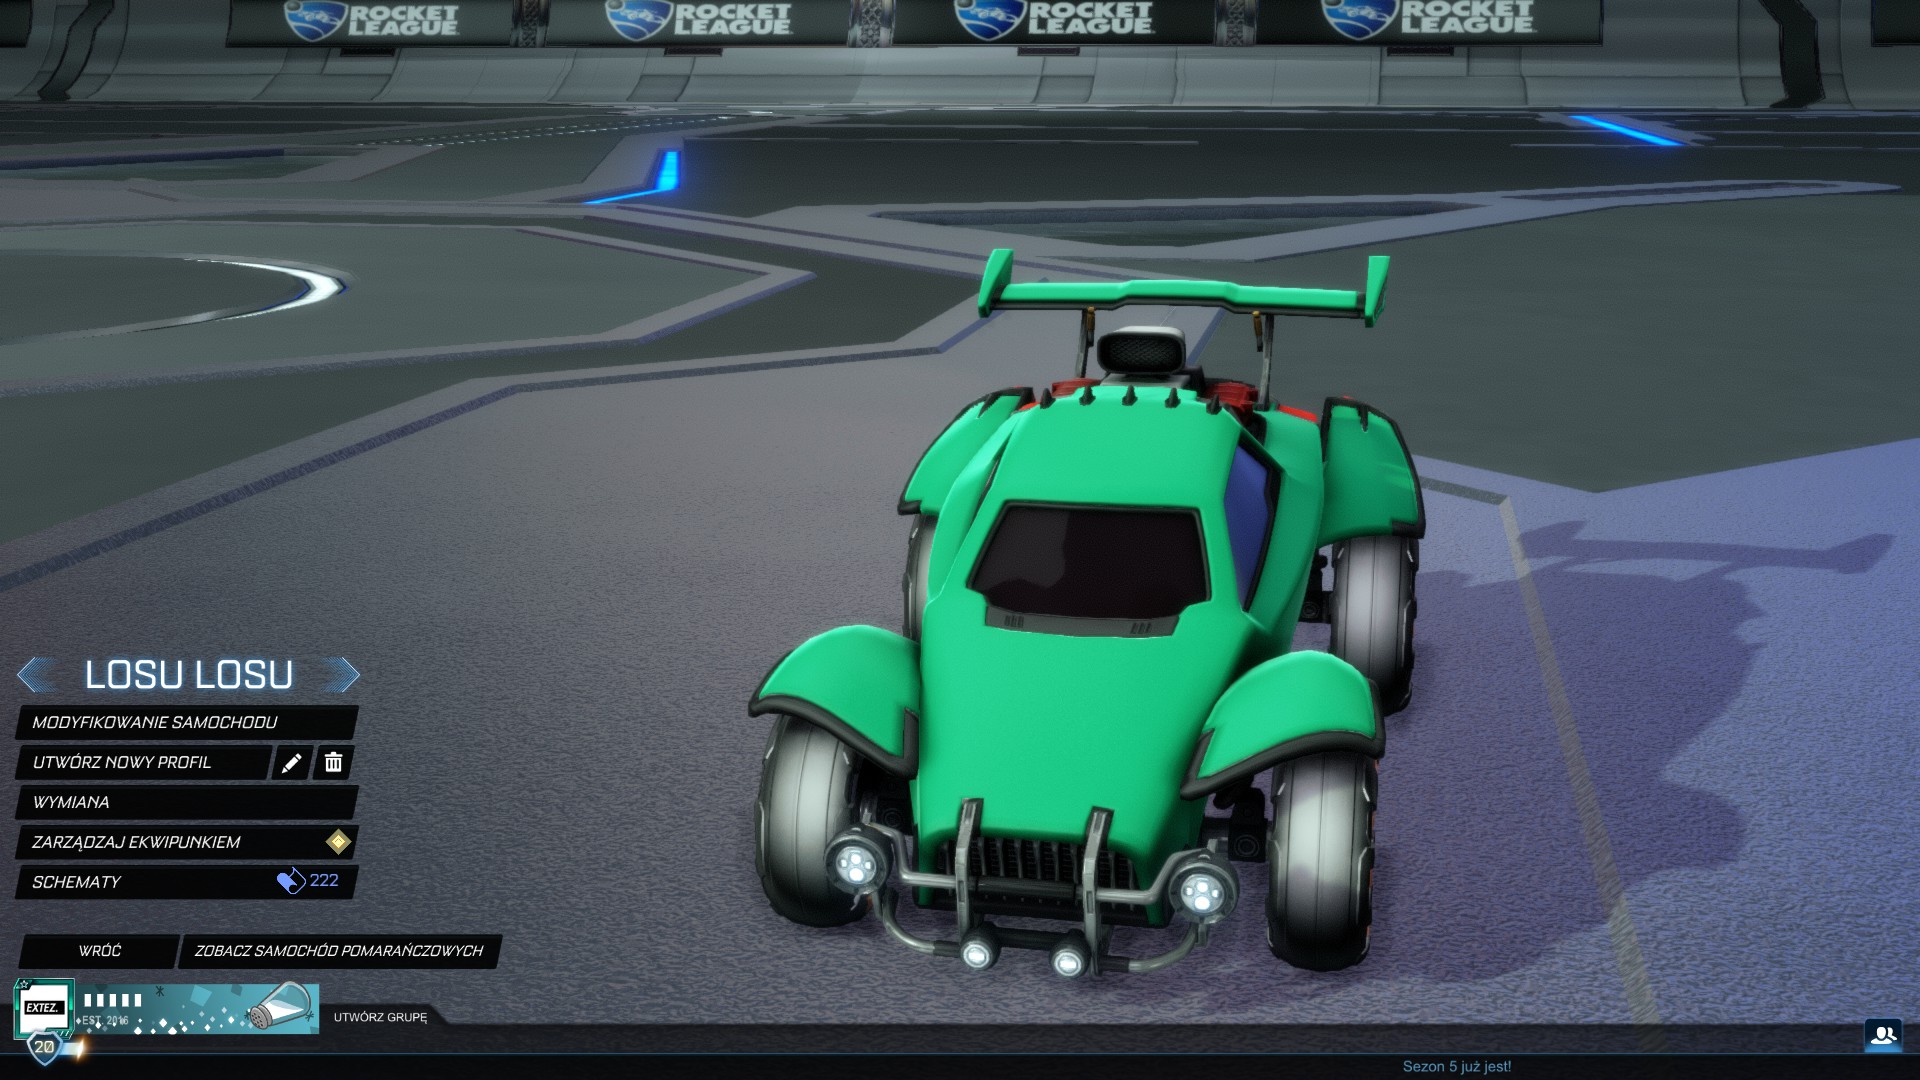 ROCKET LEAGUE
ROCKET LEAGUE
ROCKET LEAGUE
ROCKET LEAGUE
LOSU LOSU
MODYFIKOWANIE SAMOCHODU
UTWÓRZ NOWY PROFIL
WYMIANA
ZARZĄDZAJ EKWIPUNKIEM
SCHEMATY 222
WRÓĆ ZOBACZ SAMOCHÓD POMARAŃCZOWYCH
EXTEZ.
EST. 2016
UTWÓRZ GRUPĘ
20
Sezon 5 już jest!